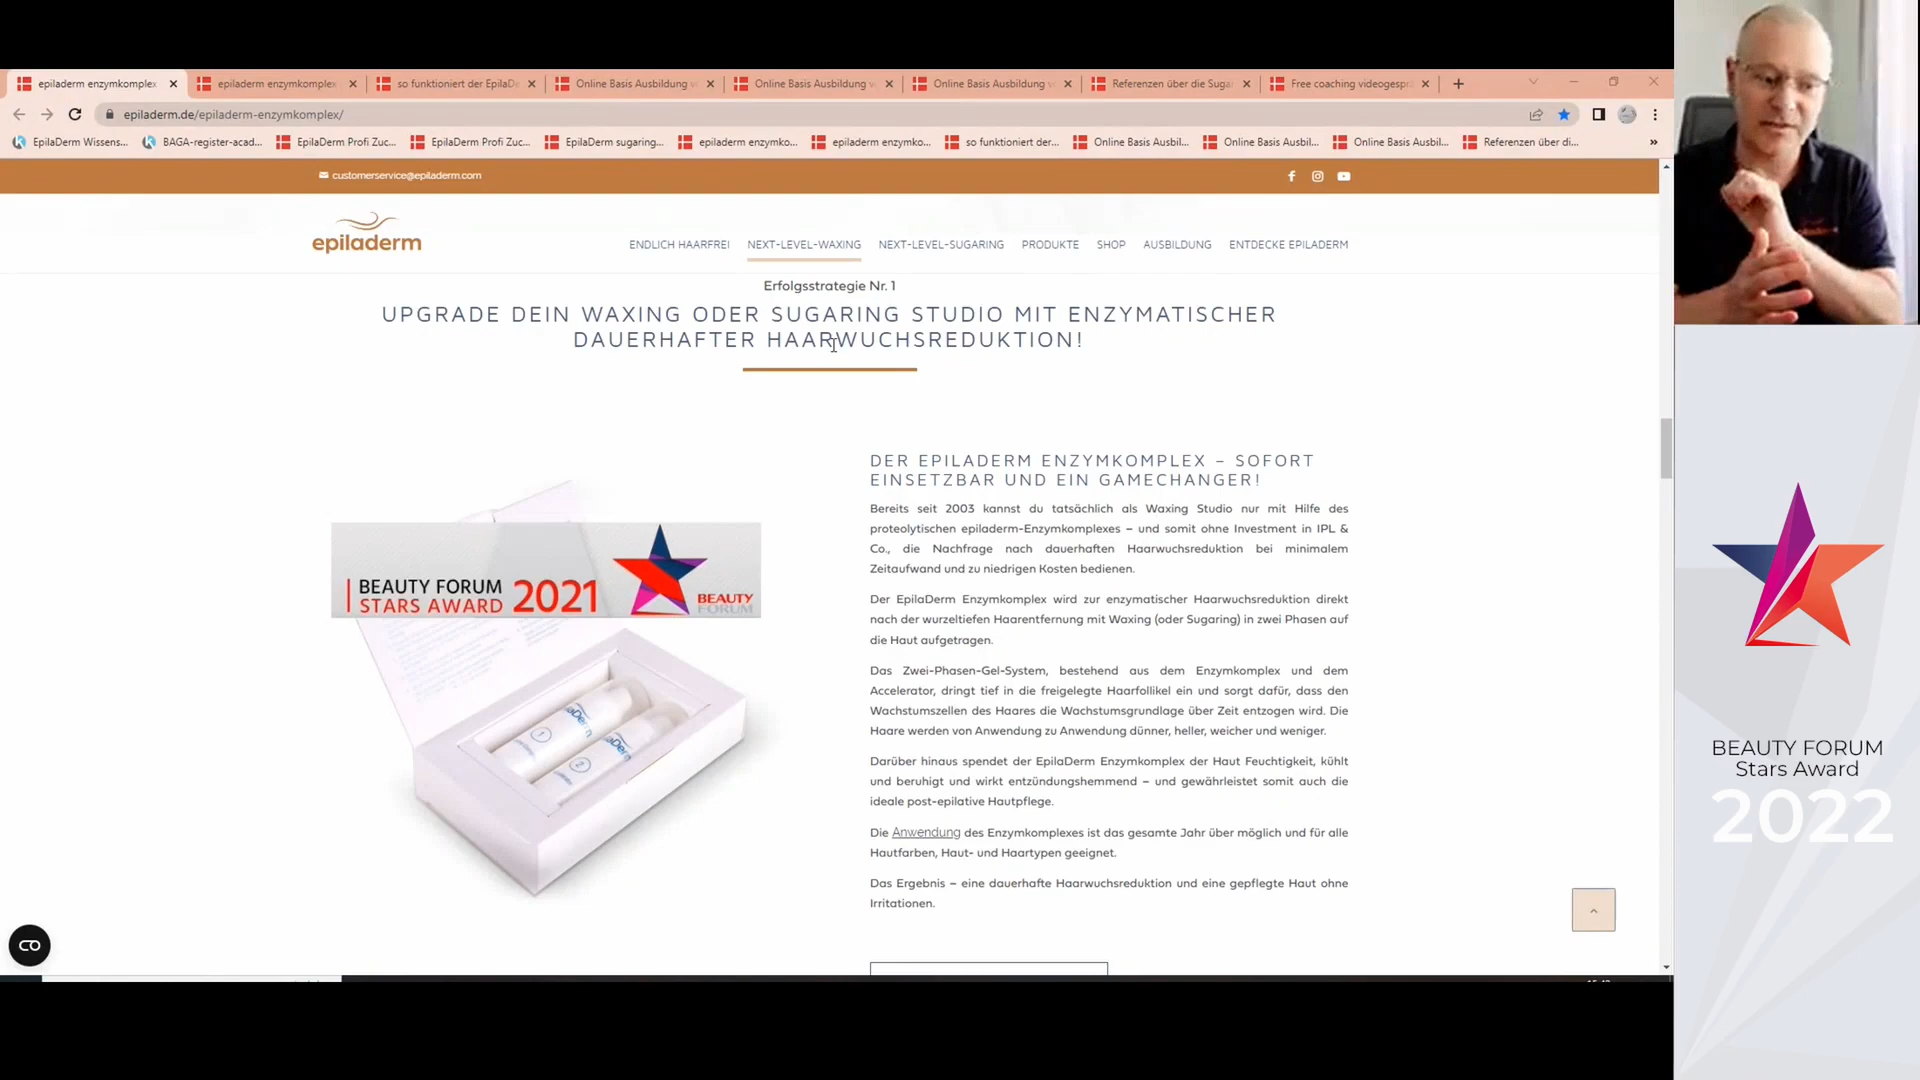 epiladerm enzymkomplex
epiladerm enzymkomplex
so funktioniert der EpilaDe
Online Basis Ausbildung v
Online Basis Ausbildung v
Online Basis Ausbildung v
Referenzen über die Sugar
Free coaching videogesprä
epiladerm.de/epiladerm-enzymkomplex/
EpilaDerm Wissens...
BAGA-register-acad...
EpilaDerm Profi Zuc...
EpilaDerm Profi Zuc...
EpilaDerm sugaring...
epiladerm enzymko...
epiladerm enzymko...
so funktioniert der...
Online Basis Ausbil...
Online Basis Ausbil...
Online Basis Ausbil...
Referenzen über di...
customerservice@epiladerm.com
epiladerm
ENDLICH HAARFREI
NEXT-LEVEL-WAXING
NEXT-LEVEL-SUGARING
PRODUKTE
SHOP
AUSBILDUNG
ENTDECKE EPILADERM
Erfolgsstrategie Nr. 1
UPGRADE DEIN WAXING ODER SUGARING STUDIO MIT ENZYMATISCHER
DAUERHAFTER HAARWUCHSREDUKTION!
BEAUTY FORUM
STARS AWARD 2021
BEAUTY
FORUM
1
2
DER EPILADERM ENZYMKOMPLEX – SOFORT
EINSETZBAR UND EIN GAMECHANGER!
Bereits seit 2003 kannst du tatsächlich als Waxing Studio nur mit Hilfe des
proteolytischen epiladerm-Enzymkomplexes – und somit ohne Investment in IPL &
Co., die Nachfrage nach dauerhaften Haarwuchsreduktion bei minimalem
Zeitaufwand und zu niedrigen Kosten bedienen.
Der EpilaDerm Enzymkomplex wird zur enzymatischer Haarwuchsreduktion direkt
nach der wurzeltiefen Haarentfernung mit Waxing (oder Sugaring) in zwei Phasen auf
die Haut aufgetragen.
Das Zwei-Phasen-Gel-System, bestehend aus dem Enzymkomplex und dem
Accelerator, dringt tief in die freigelegte Haarfollikel ein und sorgt dafür, dass den
Wachstumszellen des Haares die Wachstumsgrundlage über Zeit entzogen wird. Die
Haare werden von Anwendung zu Anwendung dünner, heller, weicher und weniger.
Darüber hinaus spendet der EpilaDerm Enzymkomplex der Haut Feuchtigkeit, kühlt
und beruhigt und wirkt entzündungshemmend – und gewährleistet somit auch die
ideale post-epilative Hautpflege.
Die Anwendung des Enzymkomplexes ist das gesamte Jahr über möglich und für alle
Hautfarben, Haut- und Haartypen geeignet.
Das Ergebnis – eine dauerhafte Haarwuchsreduktion und eine gepflegte Haut ohne
Irritationen.
BEAUTY FORUM
Stars Award
2022